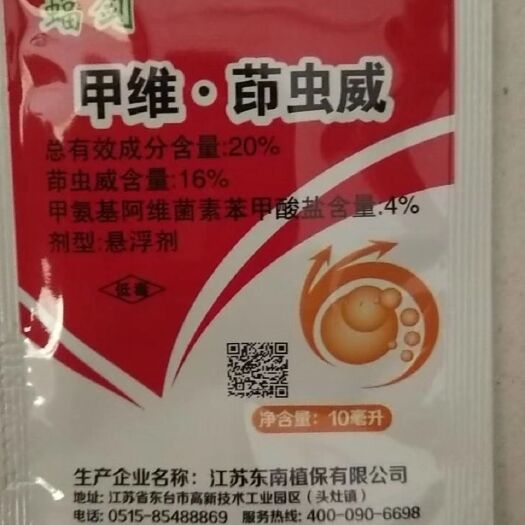 蝠剑
甲维·茚虫威
总有效成分含量:20%
茚虫威含量:16%
甲氨基阿维菌素苯甲酸盐含量:4%
剂型:悬浮剂
低毒
净含量: 10毫升
生产企业名称: 江苏东南植保有限公司
地址: 江苏省东台市高新技术工业园区(头灶镇)
电话: 0515-85488869 服务热线: 400-090-6698